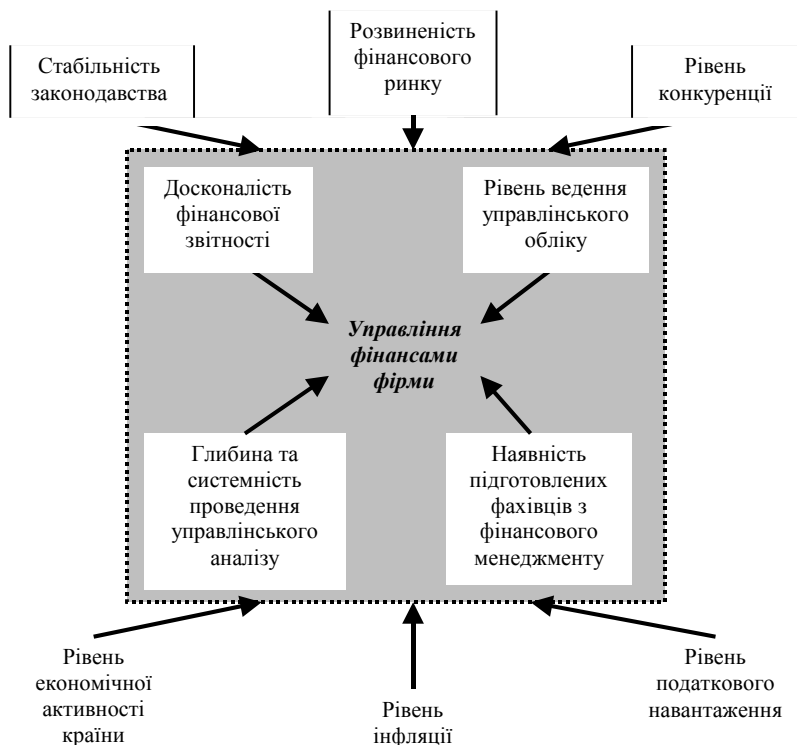 Стабільність
законодавства
Розвиненість
фінансового
ринку
Рівень
конкуренції
Досконалість
фінансової
звітності
Рівень ведення
управлінського
обліку
Управління
фінансами
фірми
Глибина та
системність
проведення
управлінського
аналізу
Наявність
підготовлених
фахівців з
фінансового
менеджменту
Рівень
економічної
активності
країни
Рівень
інфляції
Рівень
податкового
навантаження